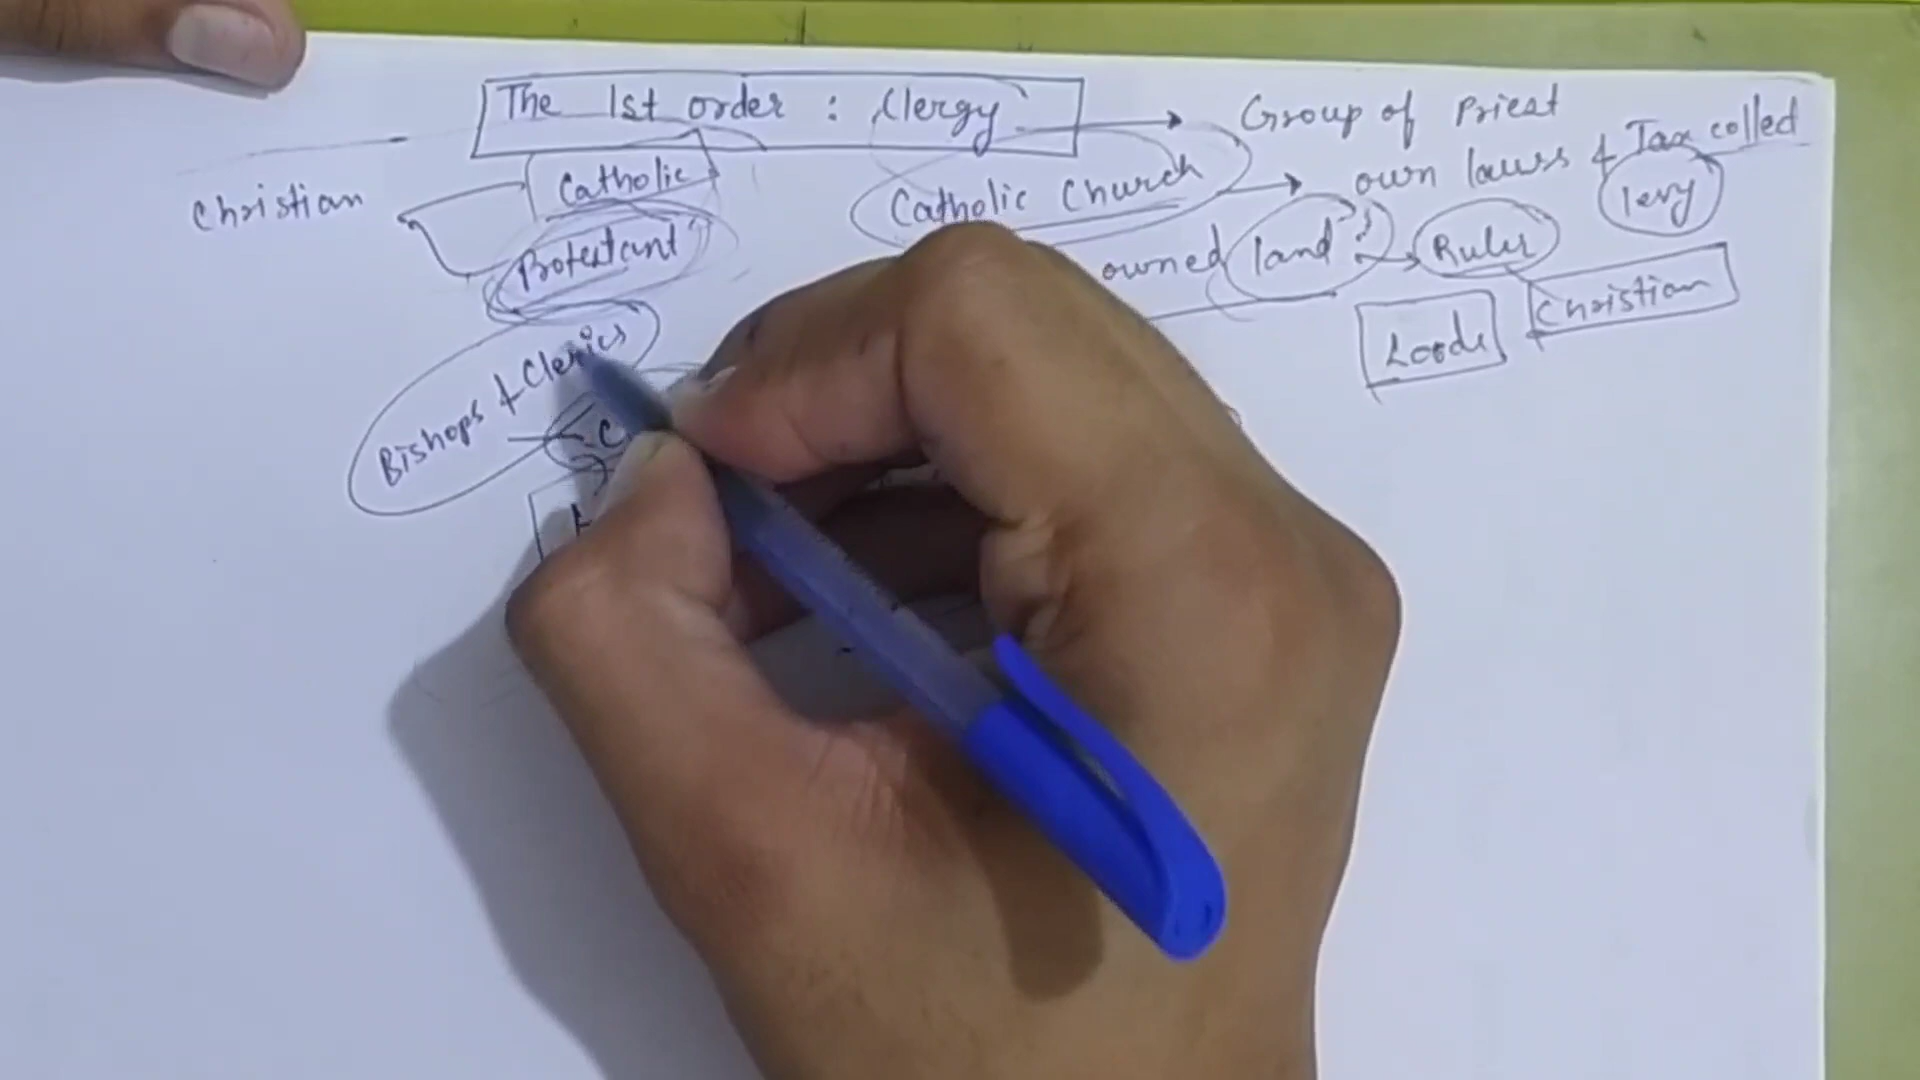 The 1st order : Clergy
Group of Priest
Christian
Catholic
Protestant
Catholic Church
own laws & Tax colled
levy
owned land
Ruler
Christian
Lords
Bishops & Clerics